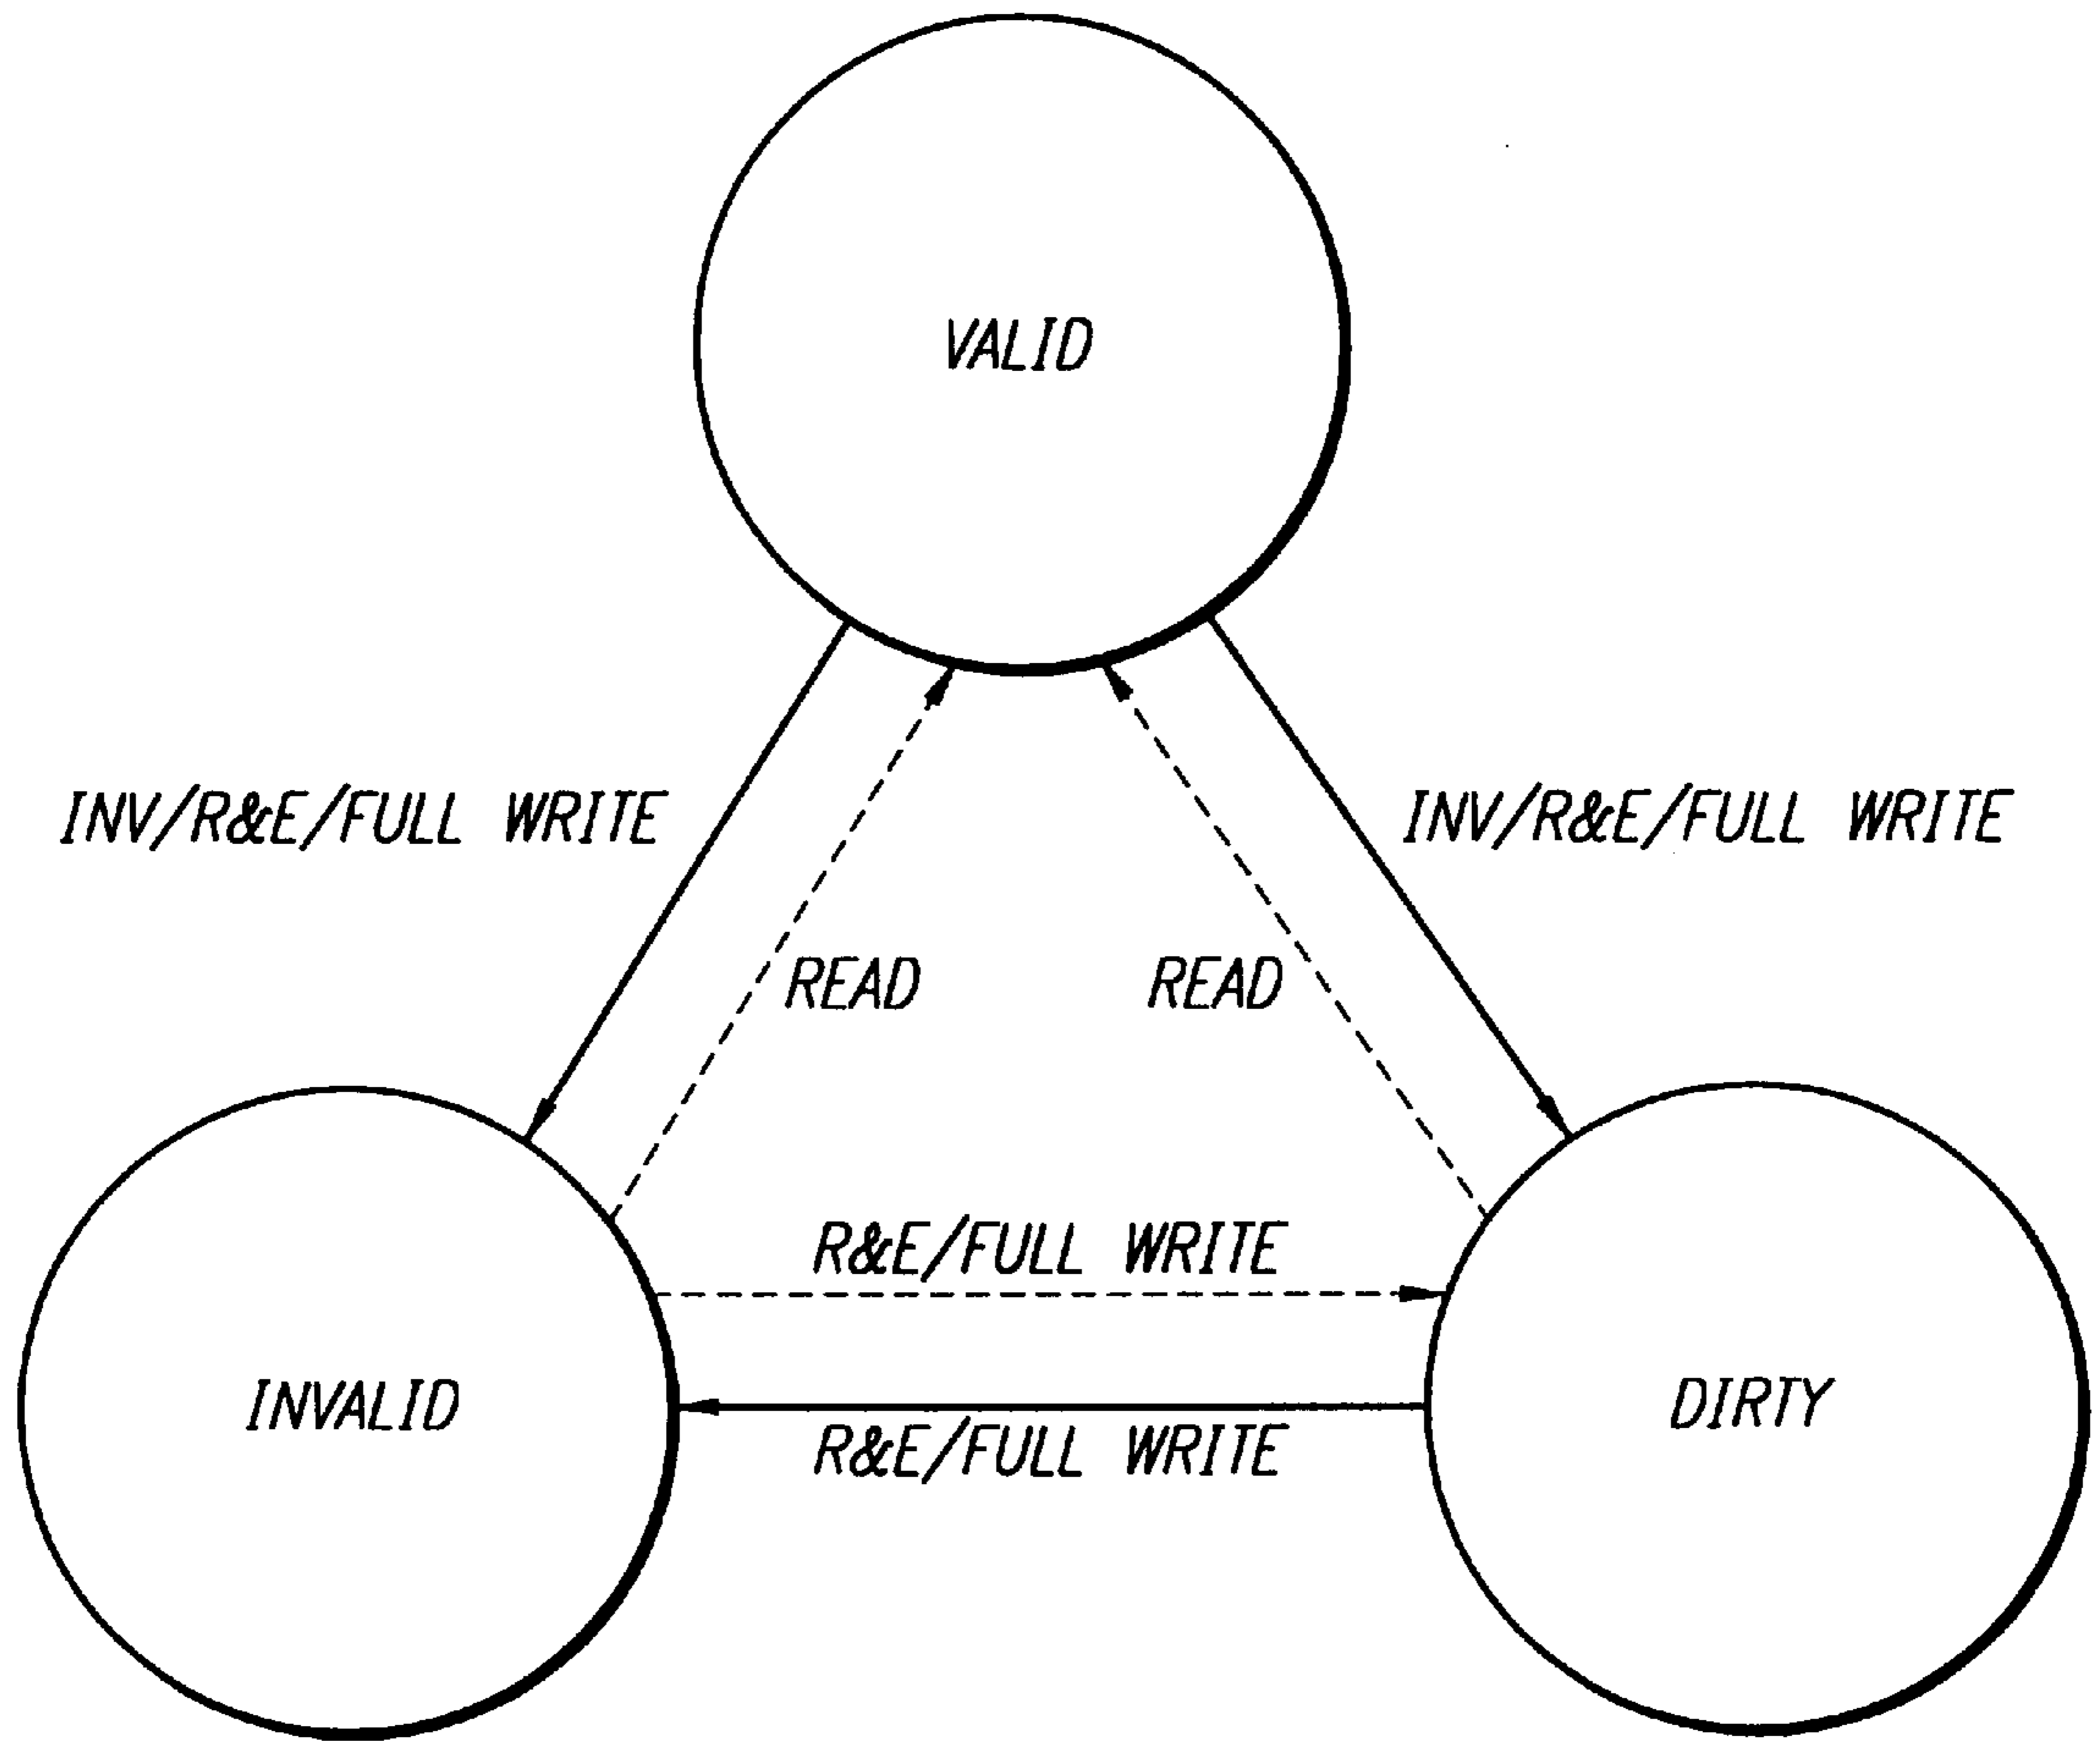 VALID
INV/R&E/FULL WRITE
INV/R&E/FULL WRITE
READ
READ
R&E/FULL WRITE
INVALID
DIRTY
R&E/FULL WRITE